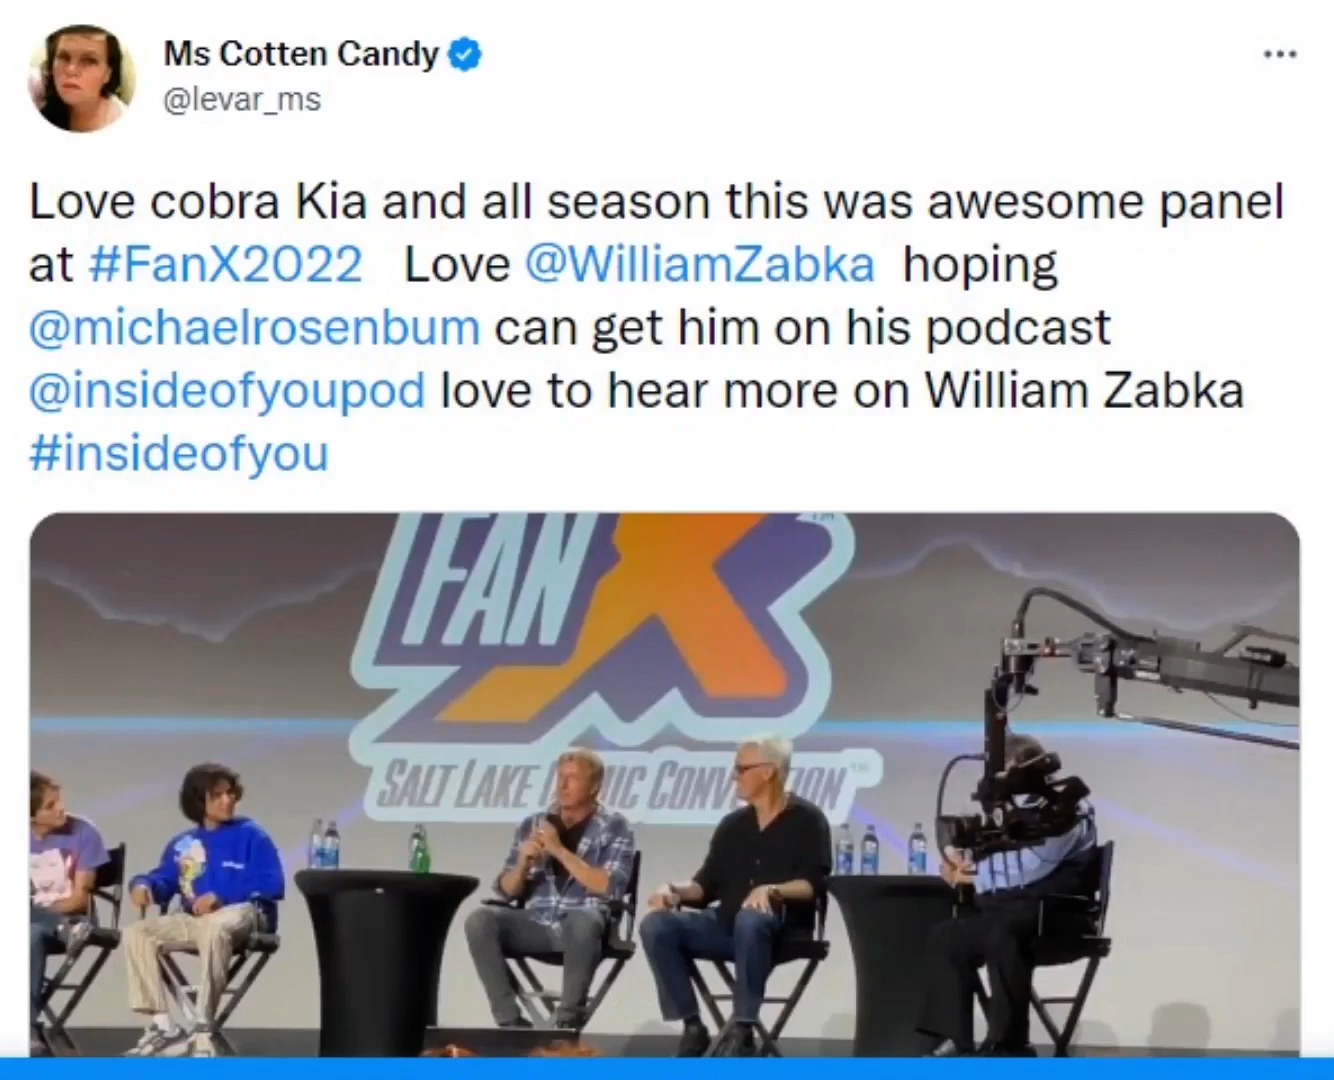 Ms Cotten Candy
@levar_ms
Love cobra Kia and all season this was awesome panel
at #FanX2022 Love @WilliamZabka hoping
@michaelrosenbum can get him on his podcast
@insideofyoupod love to hear more on William Zabka
#insideofyou
FAN X
TM
SALT LAKE